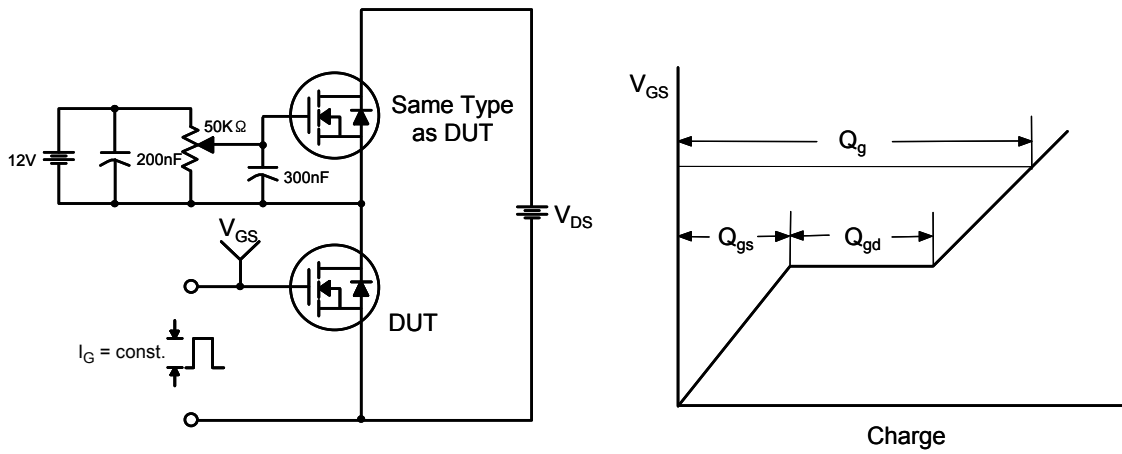 Same Type
as DUT
50KΩ
12V
200nF
300nF
V_GS
V_DS
DUT
I_G = const.
V_GS
Q_g
Q_gs
Q_gd
Charge